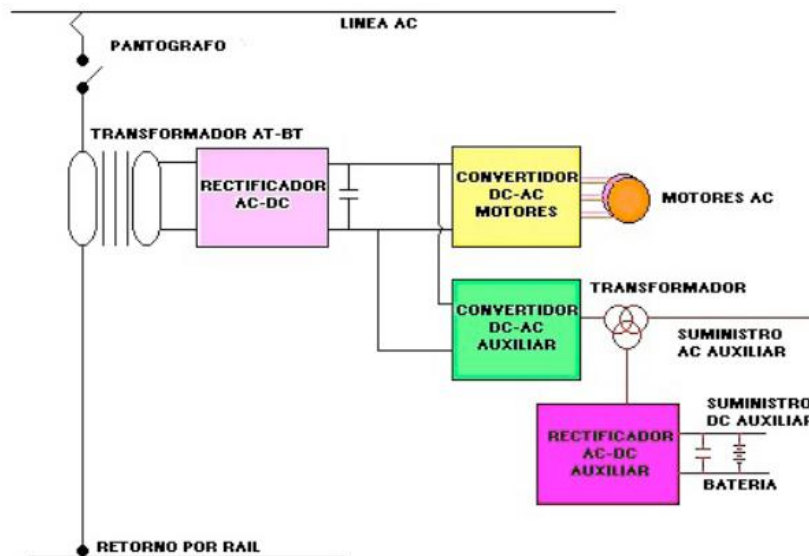 LINEA AC
PANTOGRAFO
TRANSFORMADOR AT-BT
RECTIFICADOR
AC-DC
CONVERTIDOR
DC-AC
MOTORES
MOTORES AC
TRANSFORMADOR
CONVERTIDOR
DC-AC
AUXILIAR
SUMINISTRO
AC AUXILIAR
SUMINISTRO
DC AUXILIAR
RECTIFICADOR
AC-DC
AUXILIAR
BATERIA
RETORNO POR RAIL